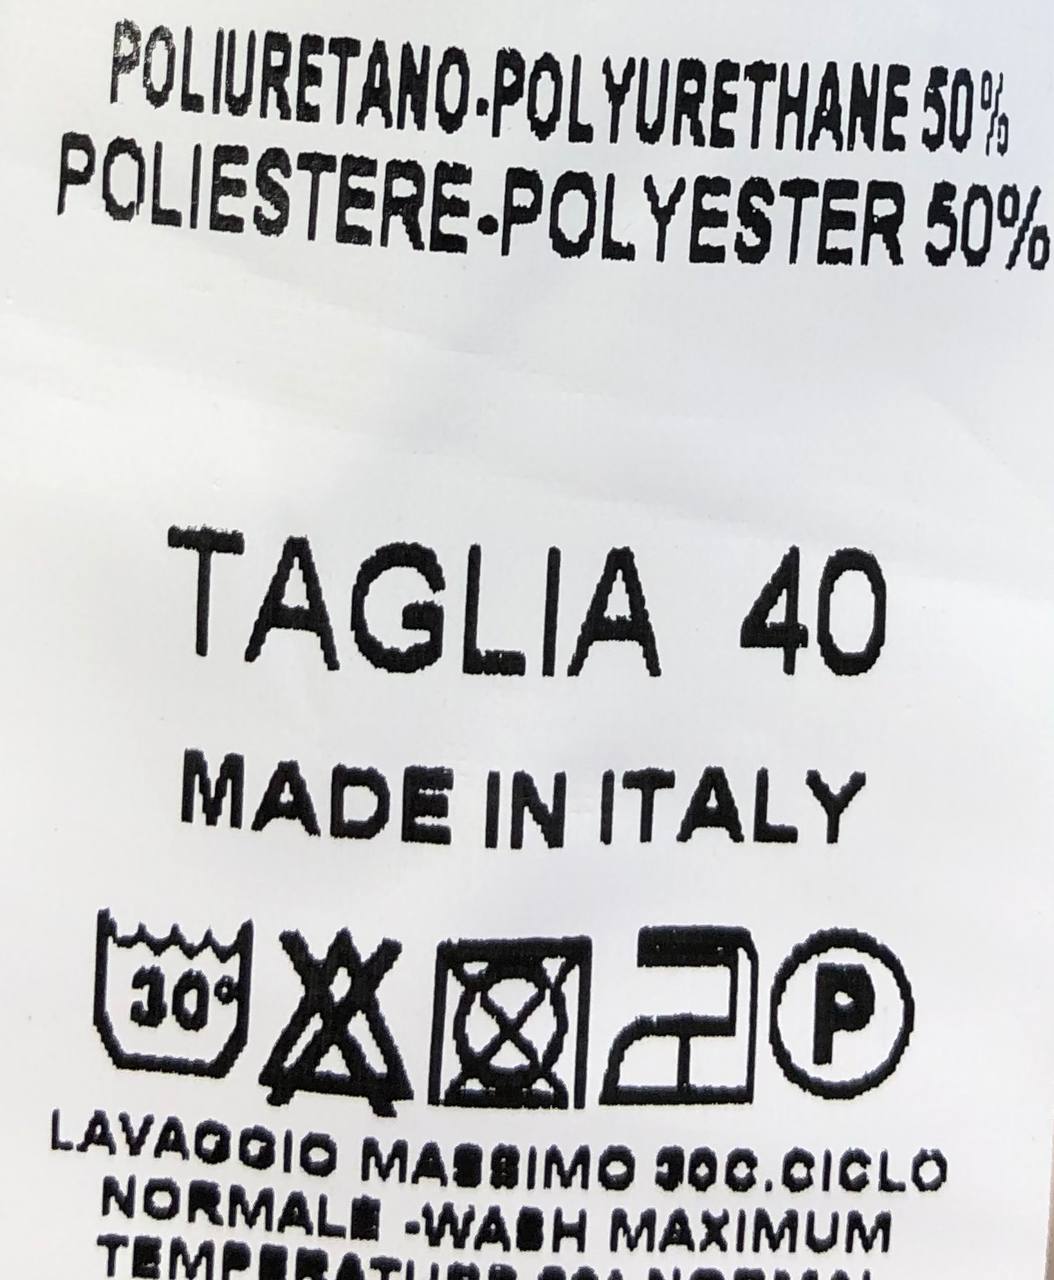 POLIURETANO-POLYURETHANE 50%
POLIESTERE-POLYESTER 50%
TAGLIA 40
MADE IN ITALY
30°
P
LAVAGGIO MASSIMO 30C.CICLO
NORMALE -WASH MAXIMUM